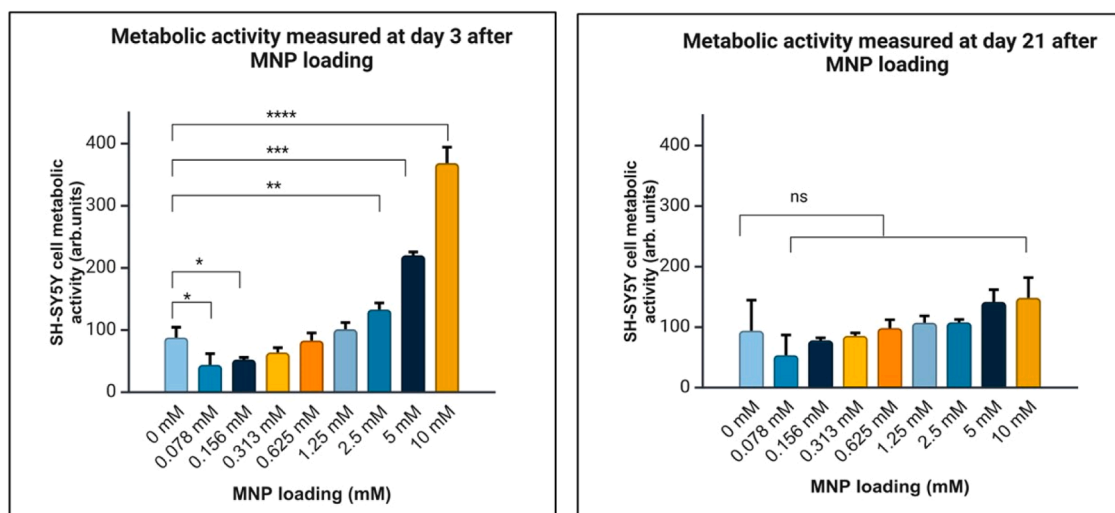 Metabolic activity measured at day 3 after
MNP loading
SH-SY5Y cell metabolic
activity (arb.units)
400
300
200
100
0
****
***
**
*
*
0 mM
0.078 mM
0.156 mM
0.313 mM
0.625 mM
1.25 mM
2.5 mM
5 mM
10 mM
MNP loading (mM)
Metabolic activity measured at day 21 after
MNP loading
SH-SY5Y cell metabolic
activity (arb. units)
400
300
200
100
0
ns
0 mM
0.078 mM
0.156 mM
0.313 mM
0.625 mM
1.25 mM
2.5 mM
5 mM
10 mM
MNP loading (mM)